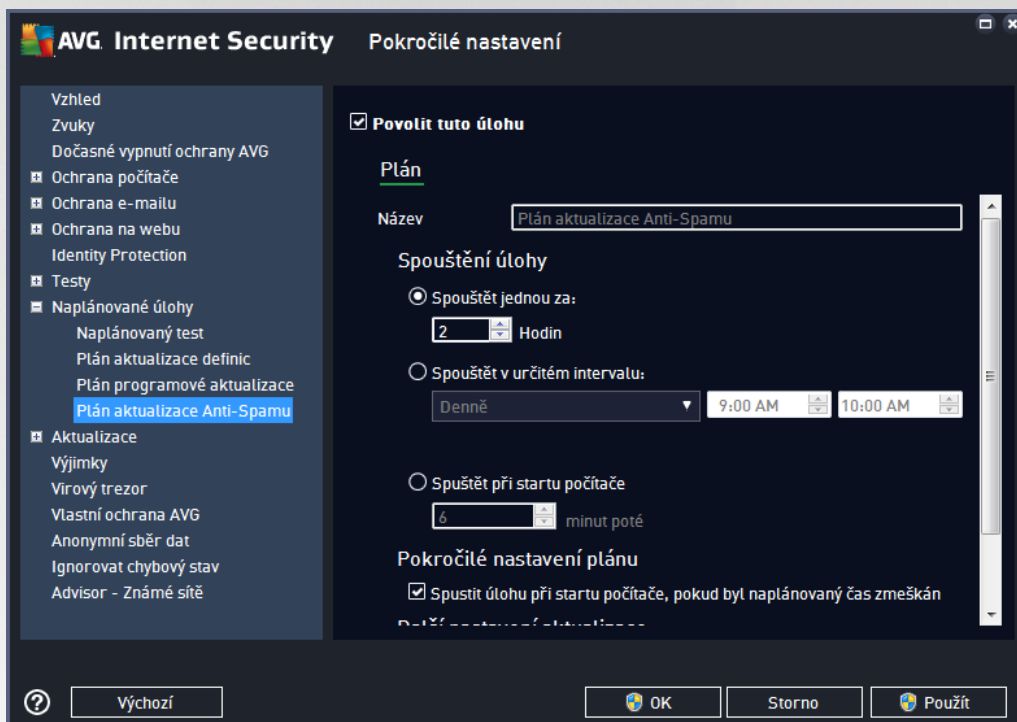 AVG Internet Security Pokročilé nastavení
Vzhled
Zvuky
Dočasné vypnutí ochrany AVG
Ochrana počítače
Ochrana e-mailu
Ochrana na webu
Identity Protection
Testy
Naplánované úlohy
Naplánovaný test
Plán aktualizace definic
Plán programové aktualizace
Plán aktualizace Anti-Spamu
Aktualizace
Výjimky
Virový trezor
Vlastní ochrana AVG
Anonymní sběr dat
Ignorovat chybový stav
Advisor - Známé sítě
Povolit tuto úlohu
Plán
Název Plán aktualizace Anti-Spamu
Spouštění úlohy
Spouštět jednou za:
2 Hodin
Spouštět v určitém intervalu:
Denně 9:00 AM 10:00 AM
Spuštět při startu počítače
6 minut poté
Pokročilé nastavení plánu
Spustit úlohu při startu počítače, pokud byl naplánovaný čas zmeškán
Další nastavení aktualizace
? Výchozí OK Storno Použít